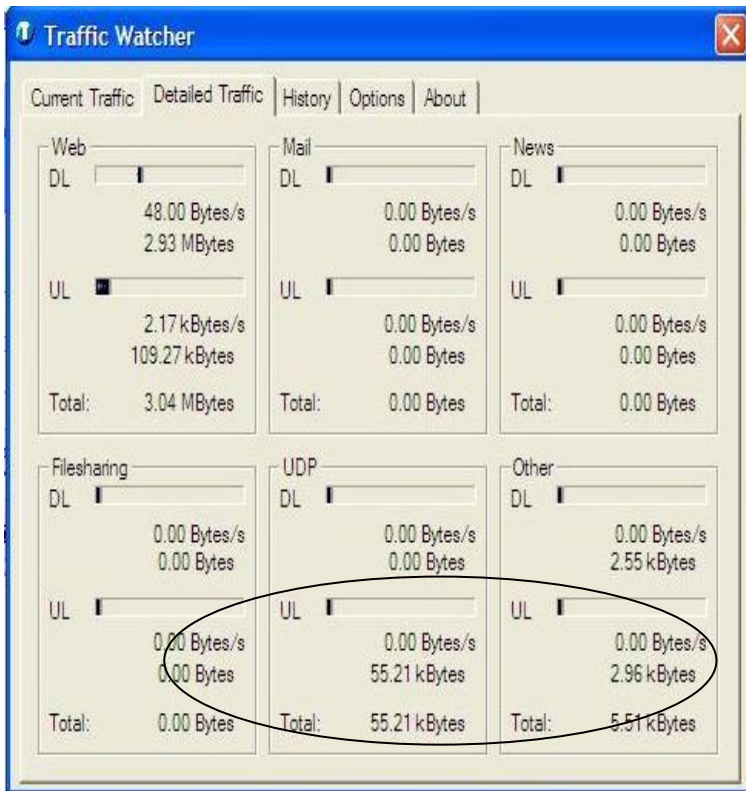 Traffic Watcher
Current Traffic Detailed Traffic History Options About
Web
DL
48.00 Bytes/s
2.93 MBytes
UL
2.17 kBytes/s
109.27 kBytes
Total: 3.04 MBytes
Mail
DL
0.00 Bytes/s
0.00 Bytes
UL
0.00 Bytes/s
0.00 Bytes
Total: 0.00 Bytes
News
DL
0.00 Bytes/s
0.00 Bytes
UL
0.00 Bytes/s
0.00 Bytes
Total: 0.00 Bytes
Filesharing
DL
0.00 Bytes/s
0.00 Bytes
UL
0.00 Bytes/s
0.00 Bytes
Total: 0.00 Bytes
UDP
DL
0.00 Bytes/s
0.00 Bytes
UL
0.00 Bytes/s
55.21 kBytes
Total: 55.21 kBytes
Other
DL
0.00 Bytes/s
2.55 kBytes
UL
0.00 Bytes/s
2.96 kBytes
Total: 5.51 kBytes